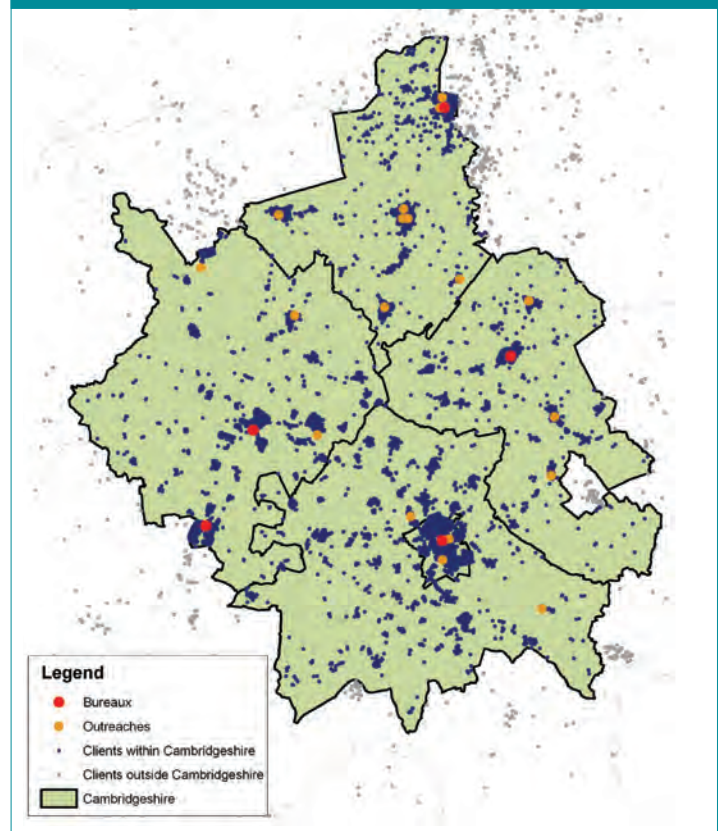 Legend
Bureaux
Outreaches
Clients within Cambridgeshire
Clients outside Cambridgeshire
Cambridgeshire